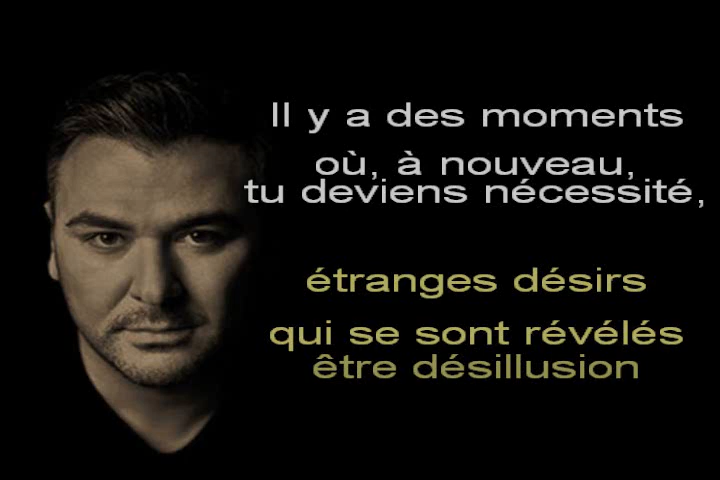 Il y a des moments
où, à nouveau,
tu deviens nécessité,
étranges désirs
qui se sont révélés
être désillusion